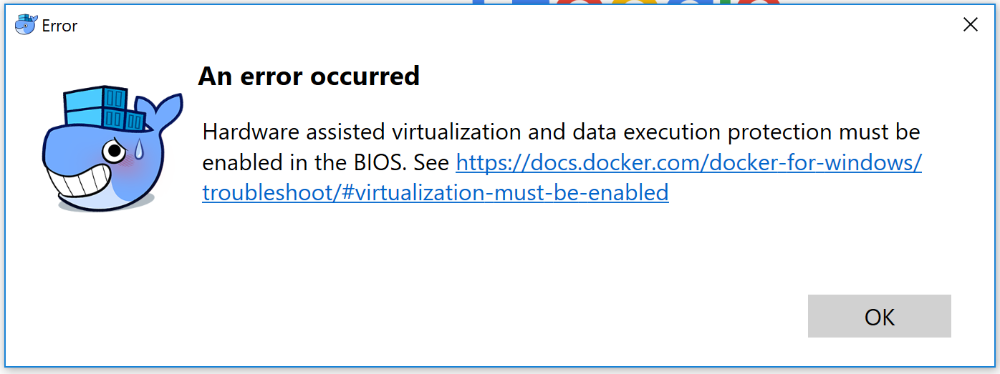 Error
An error occurred
Hardware assisted virtualization and data execution protection must be
enabled in the BIOS. See https://docs.docker.com/docker-for-windows/
troubleshoot/#virtualization-must-be-enabled
OK